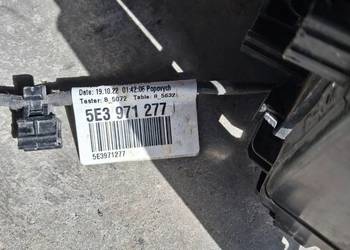 Date: 19.10.22 01:42:06 Popovych
Tester: 8_5072 Table: 8_5632
5E3 971 277
5E3971277